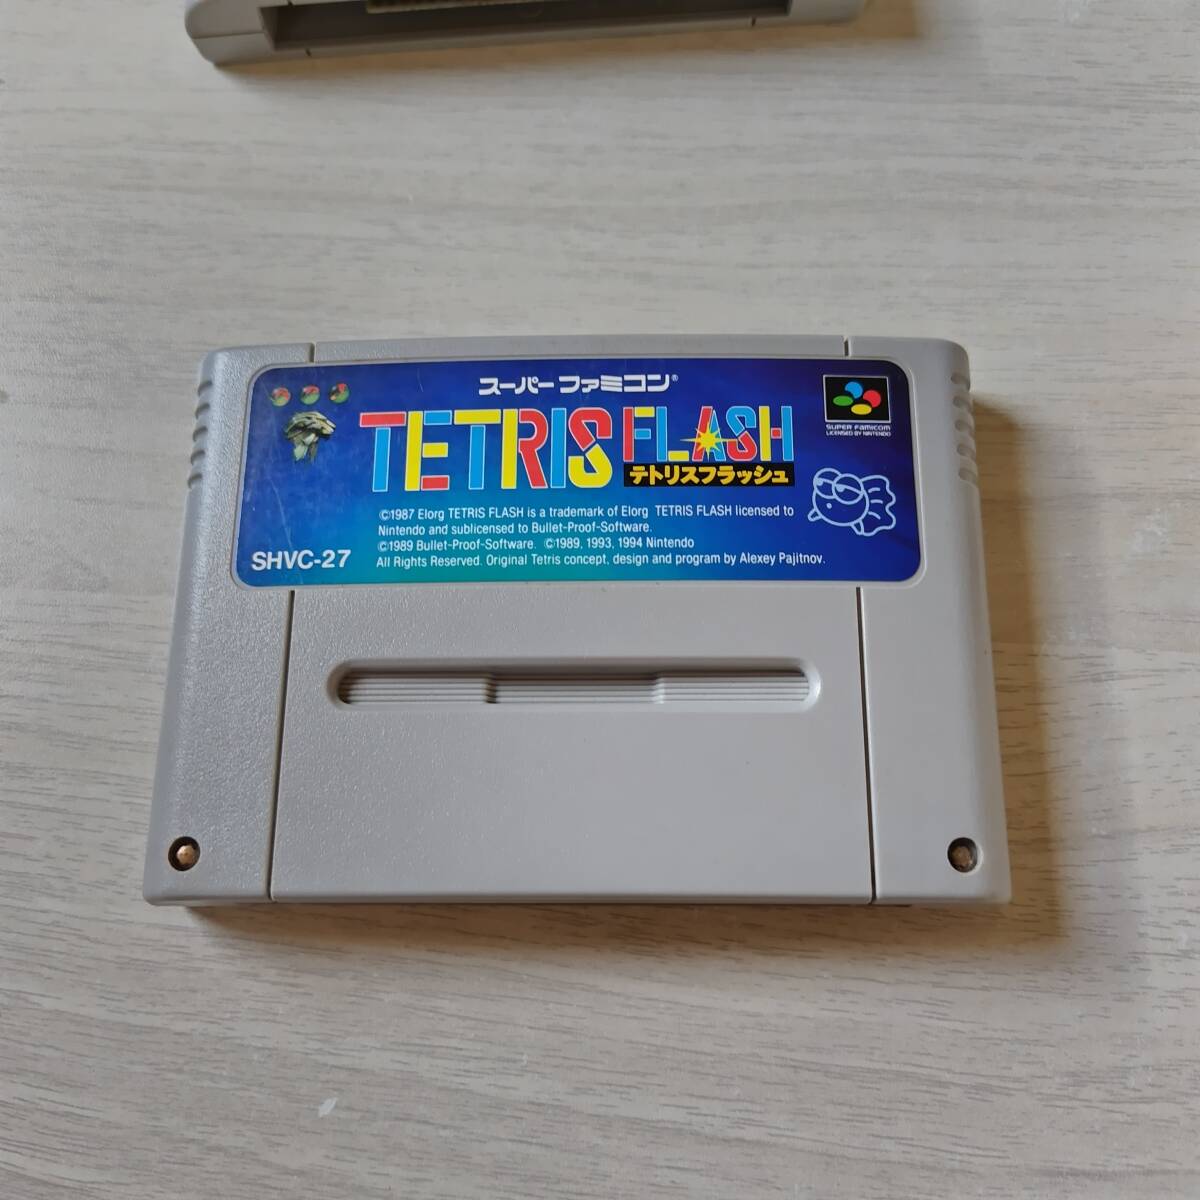 スーパーファミコン®
TETRIS FLASH
テトリスフラッシュ
SUPER FAMICOM
LICENSED BY NINTENDO
©1987 Elorg TETRIS FLASH is a trademark of Elorg TETRIS FLASH licensed to
Nintendo and sublicensed to Bullet-Proof-Software.
©1989 Bullet-Proof-Software. ©1989, 1993, 1994 Nintendo
All Rights Reserved. Original Tetris concept, design and program by Alexey Pajitnov.
SHVC-27